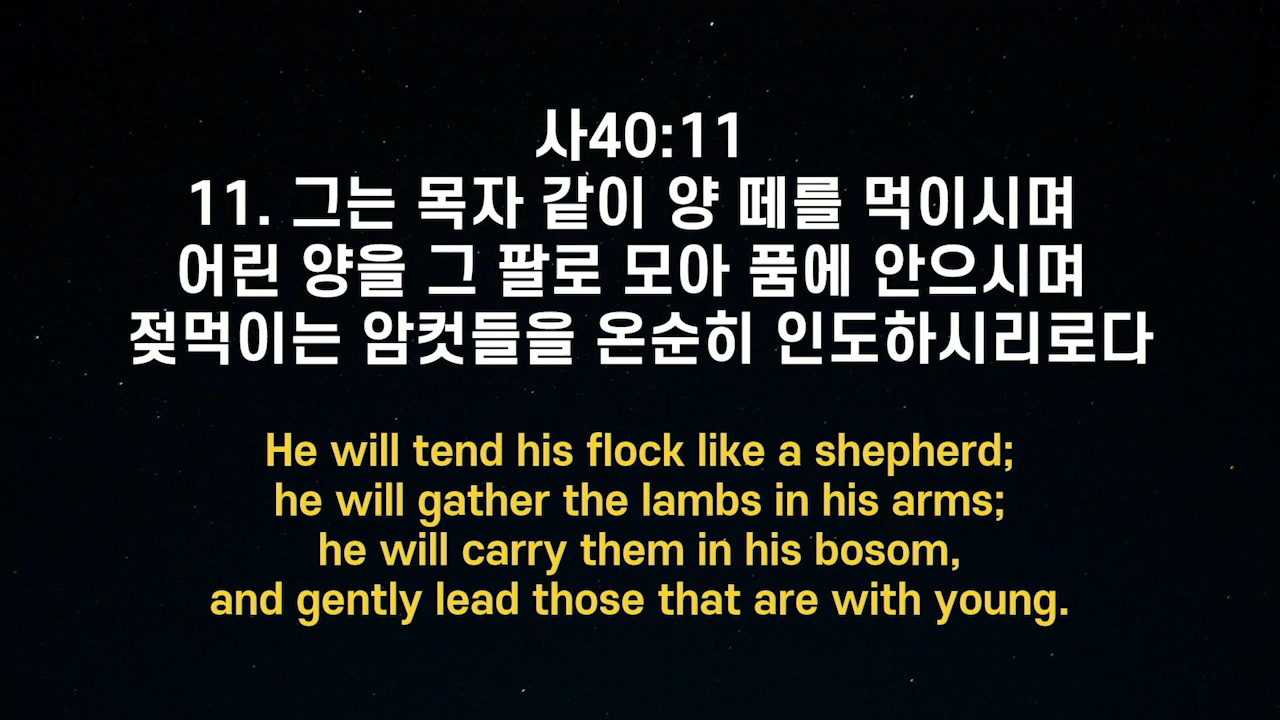 사40:11
11. 그는 목자 같이 양 떼를 먹이시며
어린 양을 그 팔로 모아 품에 안으시며
젖먹이는 암컷들을 온순히 인도하시리로다
He will tend his flock like a shepherd;
he will gather the lambs in his arms;
he will carry them in his bosom,
and gently lead those that are with young.